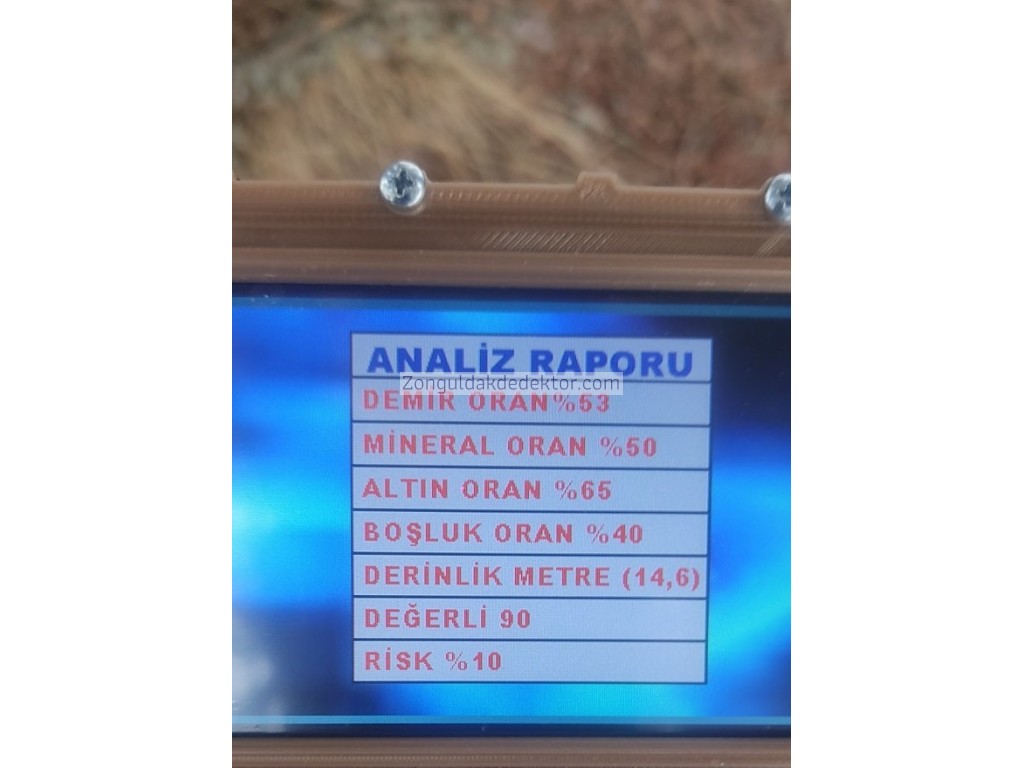 ANALİZ RAPORU
Zonguldakdedektor.com
DEMİR ORAN%53
MİNERAL ORAN %50
ALTIN ORAN %65
BOŞLUK ORAN %40
DERİNLİK METRE (14,6)
DEĞERLİ 90
RİSK %10